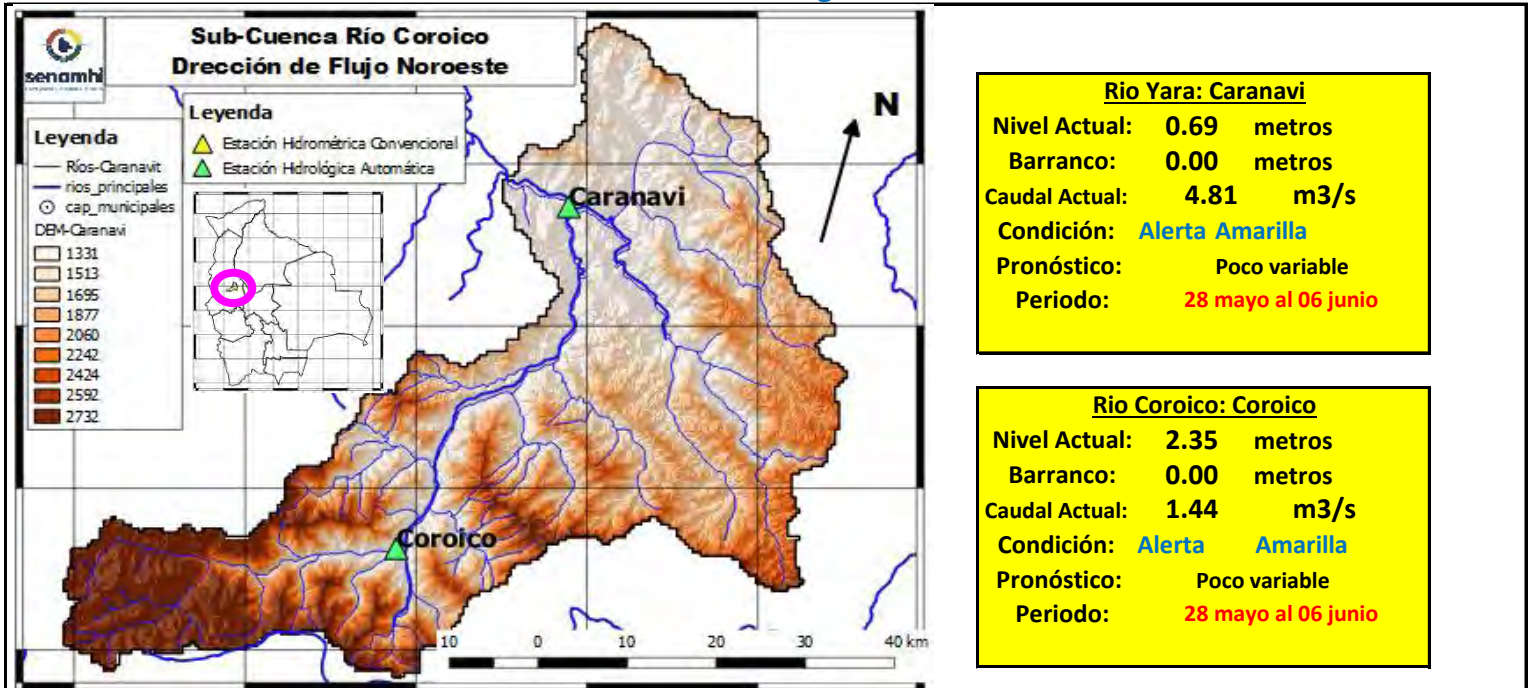 senamhi
Sub-Cuenca Río Coroico
Drección de Flujo Noroeste
Leyenda
Estación Hidrométrica Convencional
Estación Hidrológica Automática
Leyenda
Ríos-Caranavit
rios_principales
cap_municipales
DEM-Caranavi
1331
1513
1695
1877
2060
2242
2424
2592
2732
N
Caranavi
Coroico
10 0 10 20 30 40 km
Rio Yara: Caranavi
Nivel Actual: 0.69 metros
Barranco: 0.00 metros
Caudal Actual: 4.81 m3/s
Condición: Alerta Amarilla
Pronóstico: Poco variable
Periodo: 28 mayo al 06 junio
Rio Coroico: Coroico
Nivel Actual: 2.35 metros
Barranco: 0.00 metros
Caudal Actual: 1.44 m3/s
Condición: Alerta Amarilla
Pronóstico: Poco variable
Periodo: 28 mayo al 06 junio